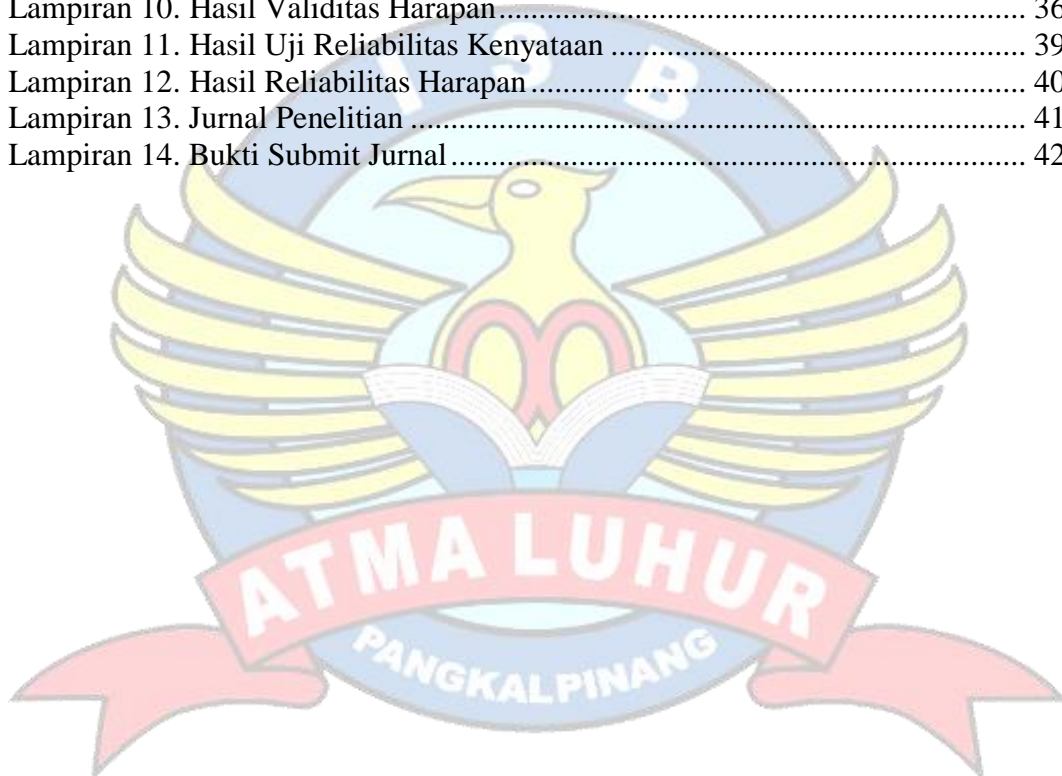 Lampiran 10. Hasil Validitas Harapan ........................................................................ 36
Lampiran 11. Hasil Uji Reliabilitas Kenyataan ......................................................... 39
Lampiran 12. Hasil Reliabilitas Harapan ................................................................... 40
Lampiran 13. Jurnal Penelitian ................................................................................... 41
Lampiran 14. Bukti Submit Jurnal .............................................................................. 42
I S B
ATMA LUHUR
PANGKALPINANG